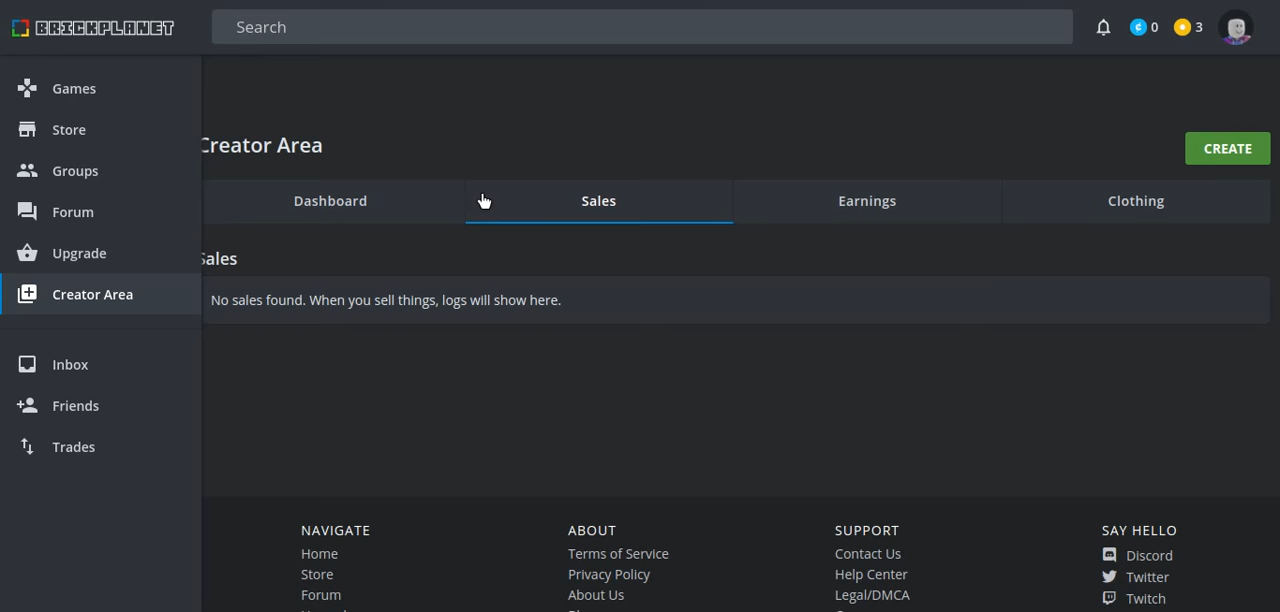 BRICKPLANET
Search
0
3
Games
Store
Groups
Forum
Upgrade
Creator Area
Inbox
Friends
Trades
Creator Area
CREATE
Dashboard
Sales
Earnings
Clothing
Sales
No sales found. When you sell things, logs will show here.
NAVIGATE
Home
Store
Forum
ABOUT
Terms of Service
Privacy Policy
About Us
SUPPORT
Contact Us
Help Center
Legal/DMCA
SAY HELLO
Discord
Twitter
Twitch